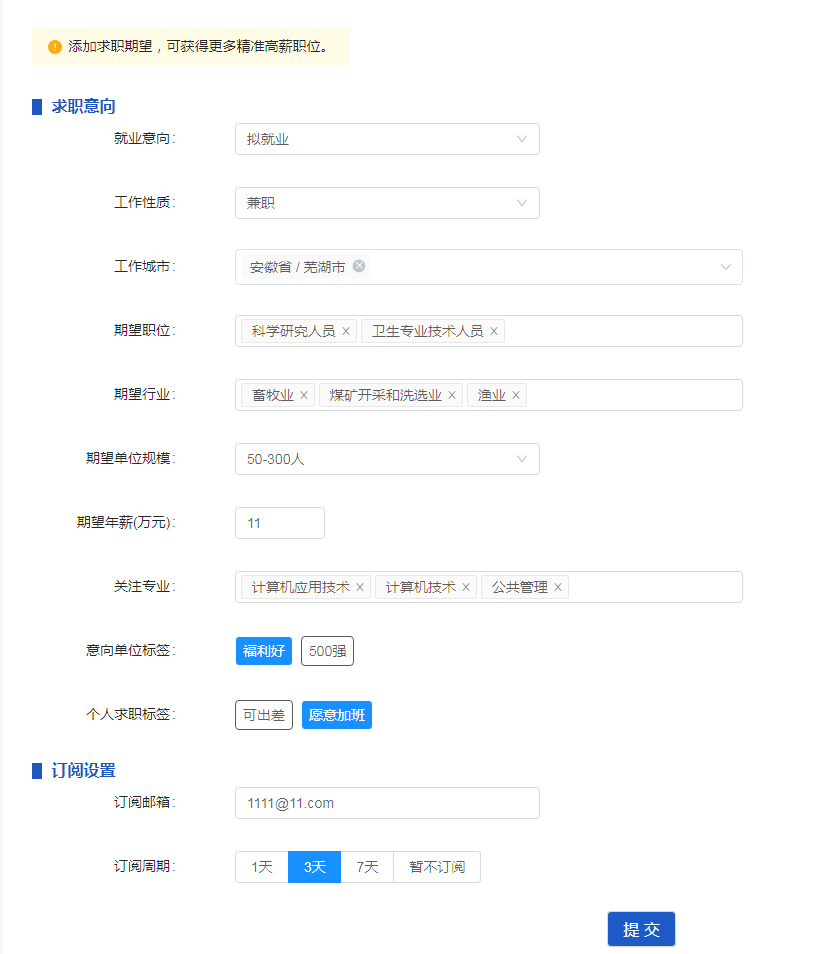 添加求职期望，可获得更多精准高薪职位。
求职意向
就业意向: 拟就业
工作性质: 兼职
工作城市: 安徽省 / 芜湖市
期望职位: 科学研究人员 × 卫生专业技术人员 ×
期望行业: 畜牧业 × 煤矿开采和洗选业 × 渔业 ×
期望单位规模: 50-300人
期望年薪(万元): 11
关注专业: 计算机应用技术 × 计算机技术 × 公共管理 ×
意向单位标签: 福利好 500强
个人求职标签: 可出差 愿意加班
订阅设置
订阅邮箱: 1111@11.com
订阅周期: 1天 3天 7天 暂不订阅
提 交